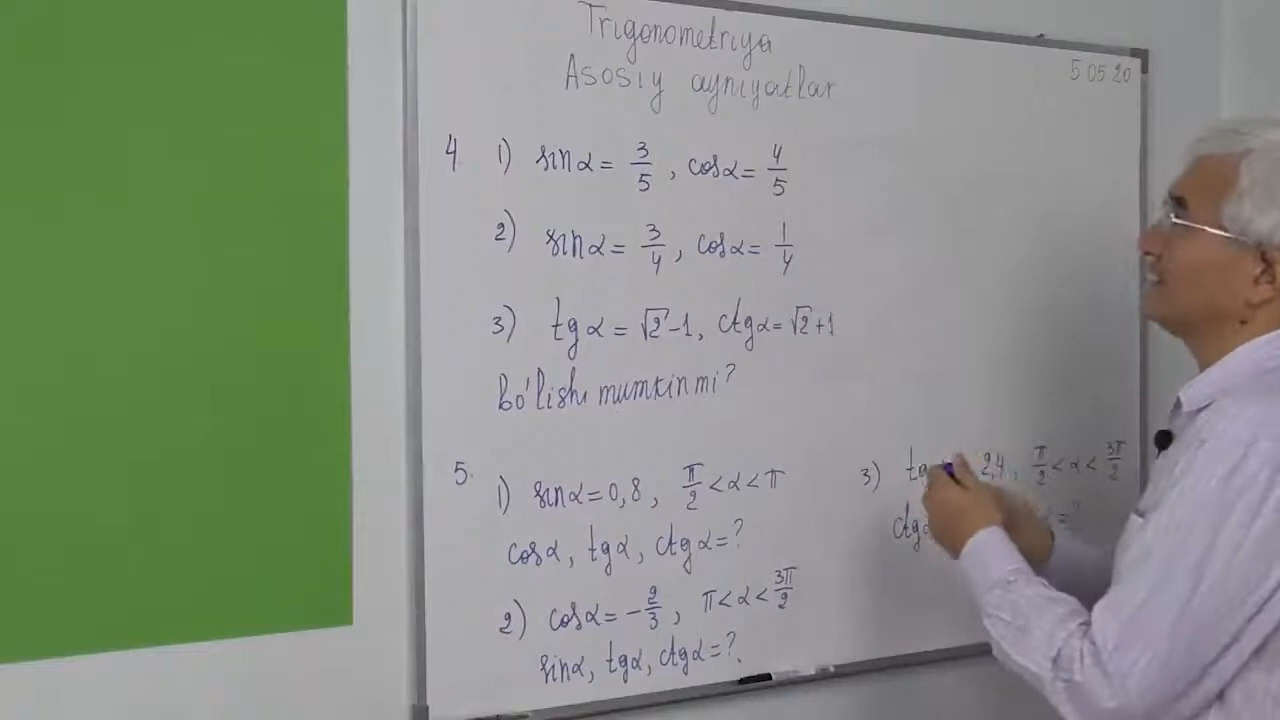 Trigonometriya
Asosiy ayniyatlar
5 05 20
4. 1) sinα = 3/5, cosα = 4/5
2) sinα = 3/4, cosα = 1/4
3) tgα = √2-1, ctgα = √2+1
Bo'lishi mumkinmi?
5. 1) sinα = 0,8, π/2 < α < π
cosα, tgα, ctgα = ?
2) cosα = -2/3, π < α < 3π/2
sinα, tgα, ctgα = ?
3) tg 2,4, π/2 < α < 3π/2
ctgα = ?